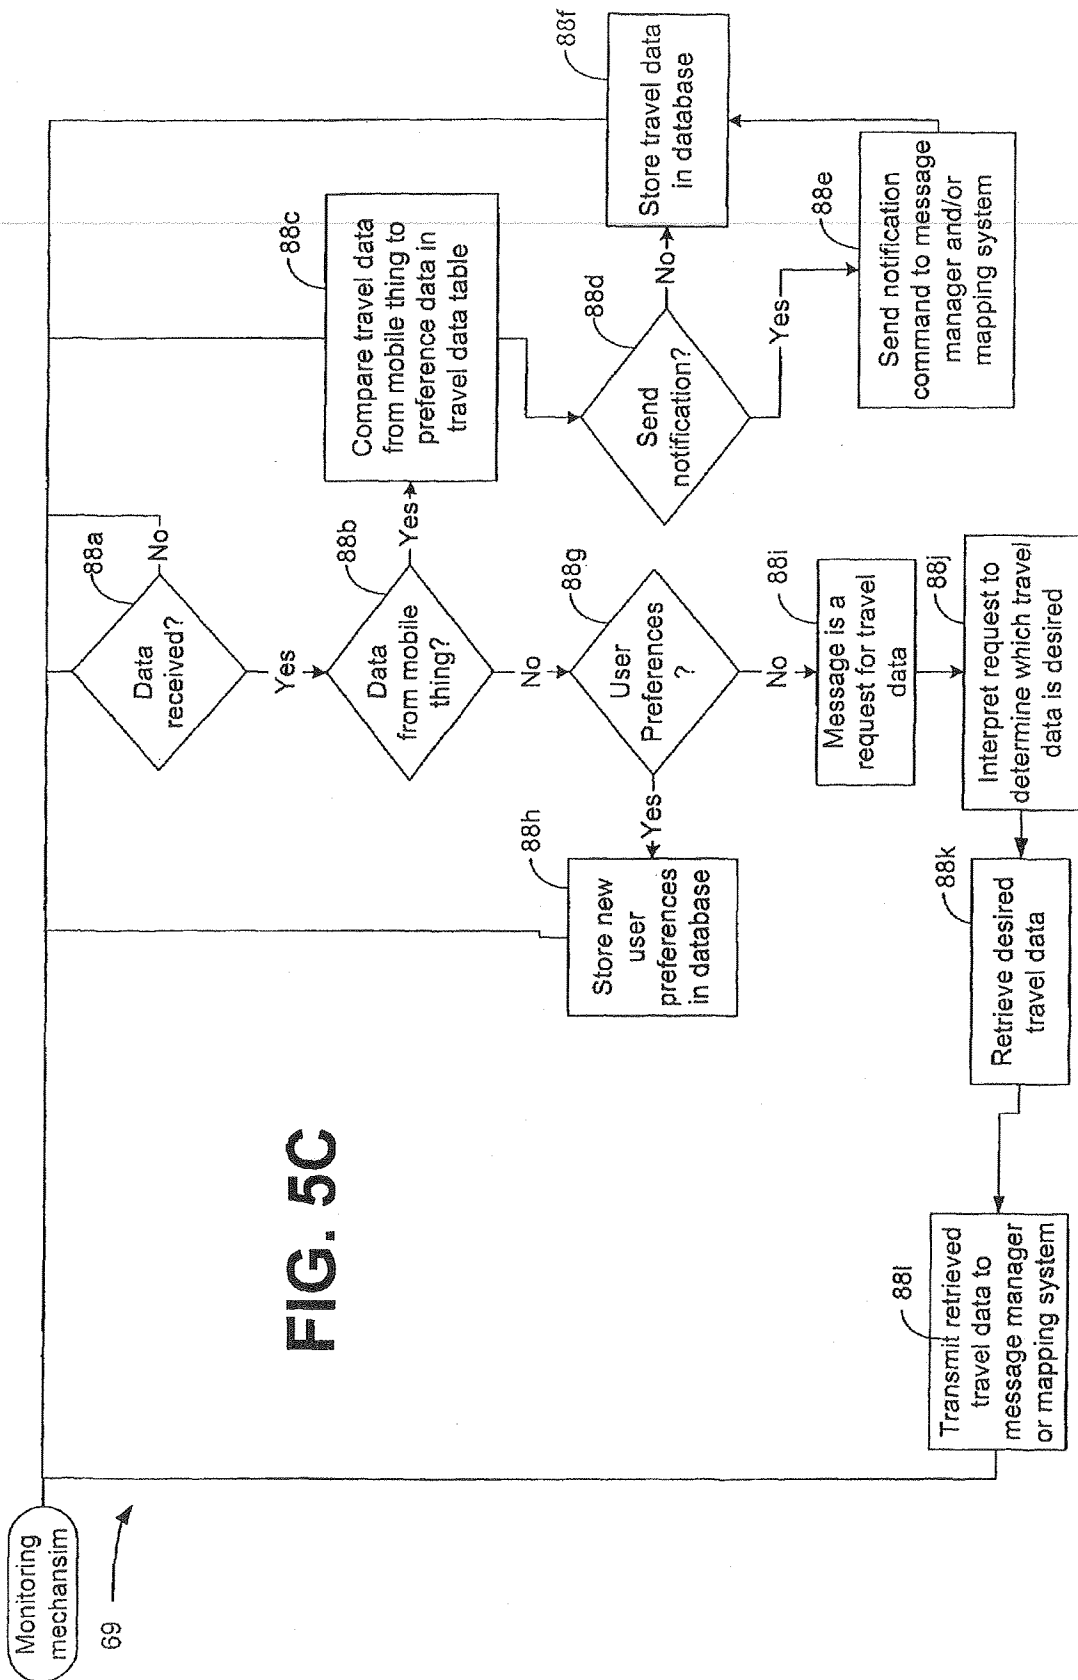 Monitoring
mechansim
69
88a
Data
received?
No
Yes
88b
Data
from mobile
thing?
Yes
No
88c
Compare travel data
from mobile thing to
preference data in
travel data table
88d
Send
notification?
No
Yes
88e
Send notification
command to message
manager and/or
mapping system
88f
Store travel data
in database
88g
User
Preferences
?
Yes
No
88h
Store new
user
preferences
in database
88i
Message is a
request for travel
data
88j
Interpret request to
determine which travel
data is desired
88k
Retrieve desired
travel data
88l
Transmit retrieved
travel data to
message manager
or mapping system
FIG. 5C